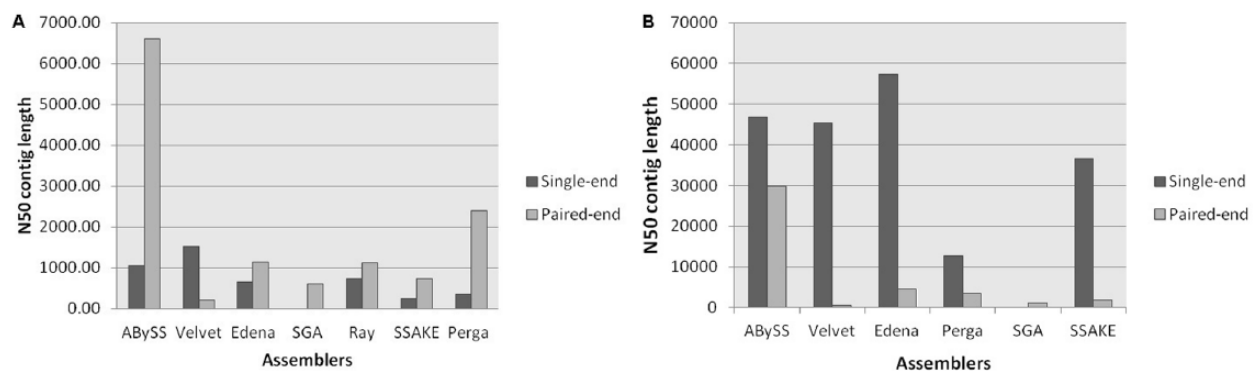 A
7000.00
6000.00
5000.00
4000.00
3000.00
2000.00
1000.00
0.00
N50 contig length
ABySS Velvet Edena SGA Ray SSAKE Perga
Assemblers
Single-end
Paired-end
B
70000
60000
50000
40000
30000
20000
10000
0
N50 contig length
ABySS Velvet Edena Perga SGA SSAKE
Assemblers
Single-end
Paired-end